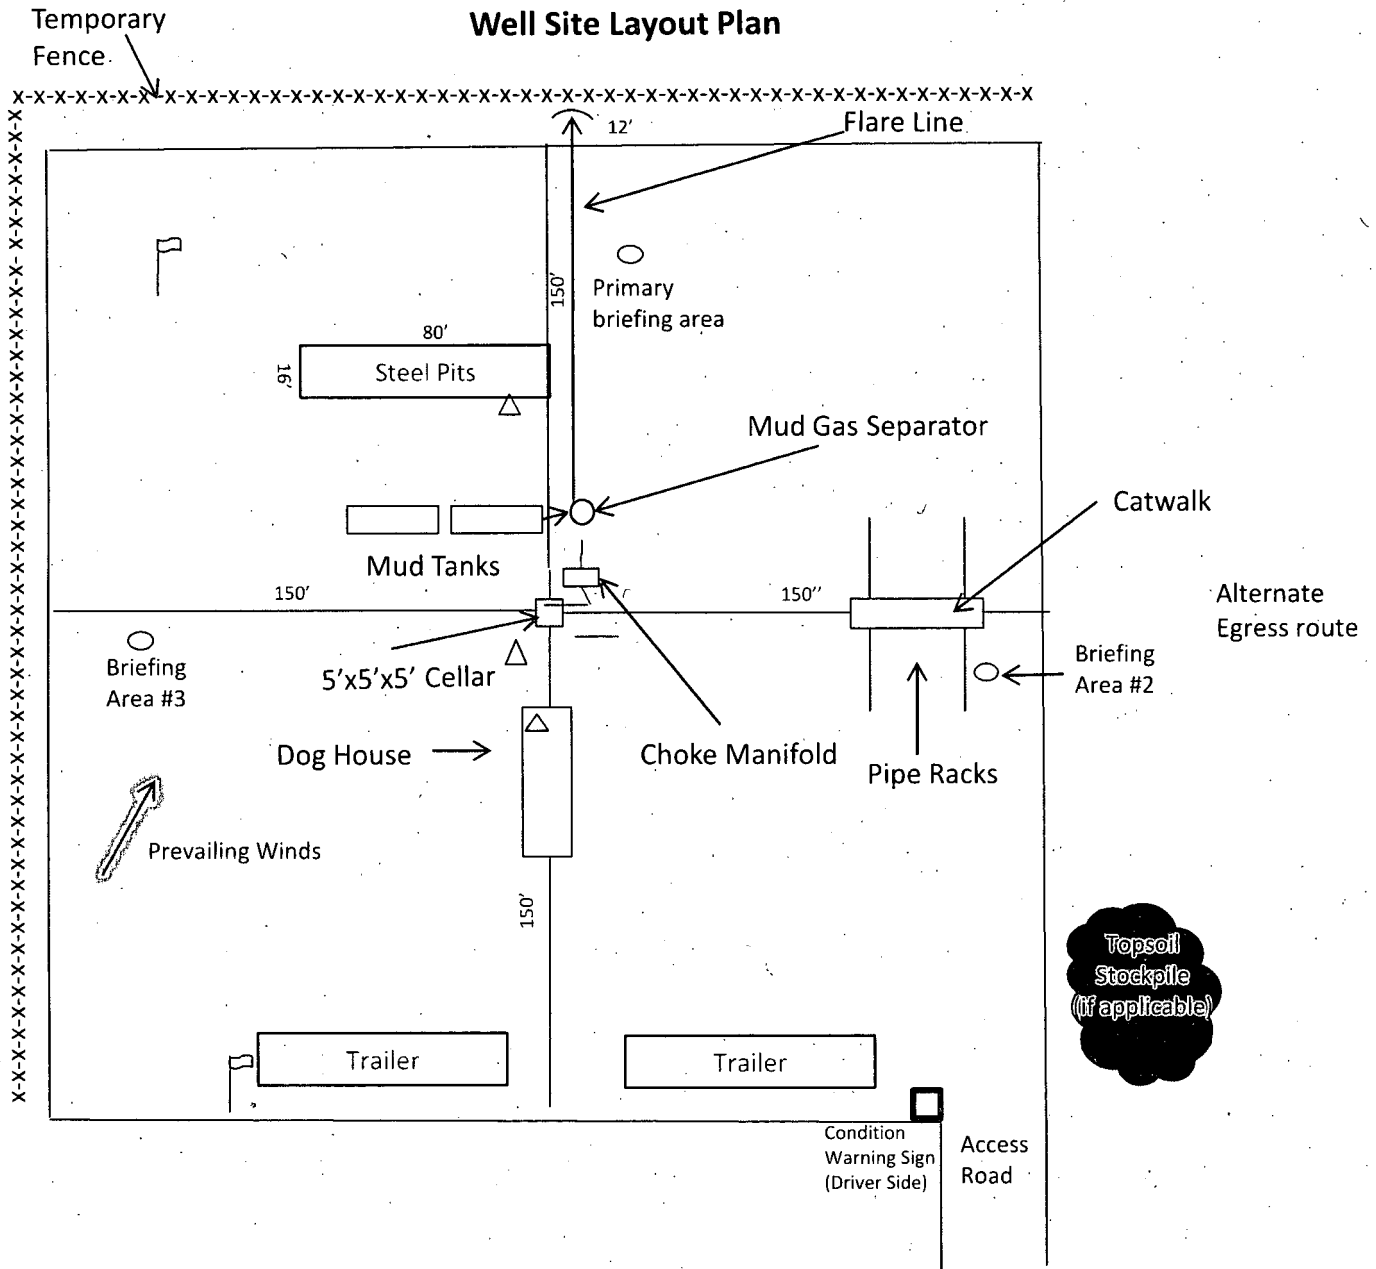 Well Site Layout Plan
Temporary
Fence
x-x-x-x-x-x-x-x-x-x-x-x-x-x-x-x-x-x-x-x-x-x-x-x-x-x-x-x-x-x-x-x-x-x-x-x-x-x-x-x-x-x-x-x-x-x-x-x-x
12'
Flare Line
150'
Primary
briefing area
80'
16'
Steel Pits
Mud Gas Separator
Catwalk
Mud Tanks
150'
150''
Alternate
Egress route
Briefing
Area #3
5'x5'x5' Cellar
Briefing
Area #2
Dog House
Choke Manifold
Pipe Racks
Prevailing Winds
150'
Topsoil
Stockpile
(if applicable)
Trailer
Trailer
Condition
Warning Sign
(Driver Side)
Access
Road